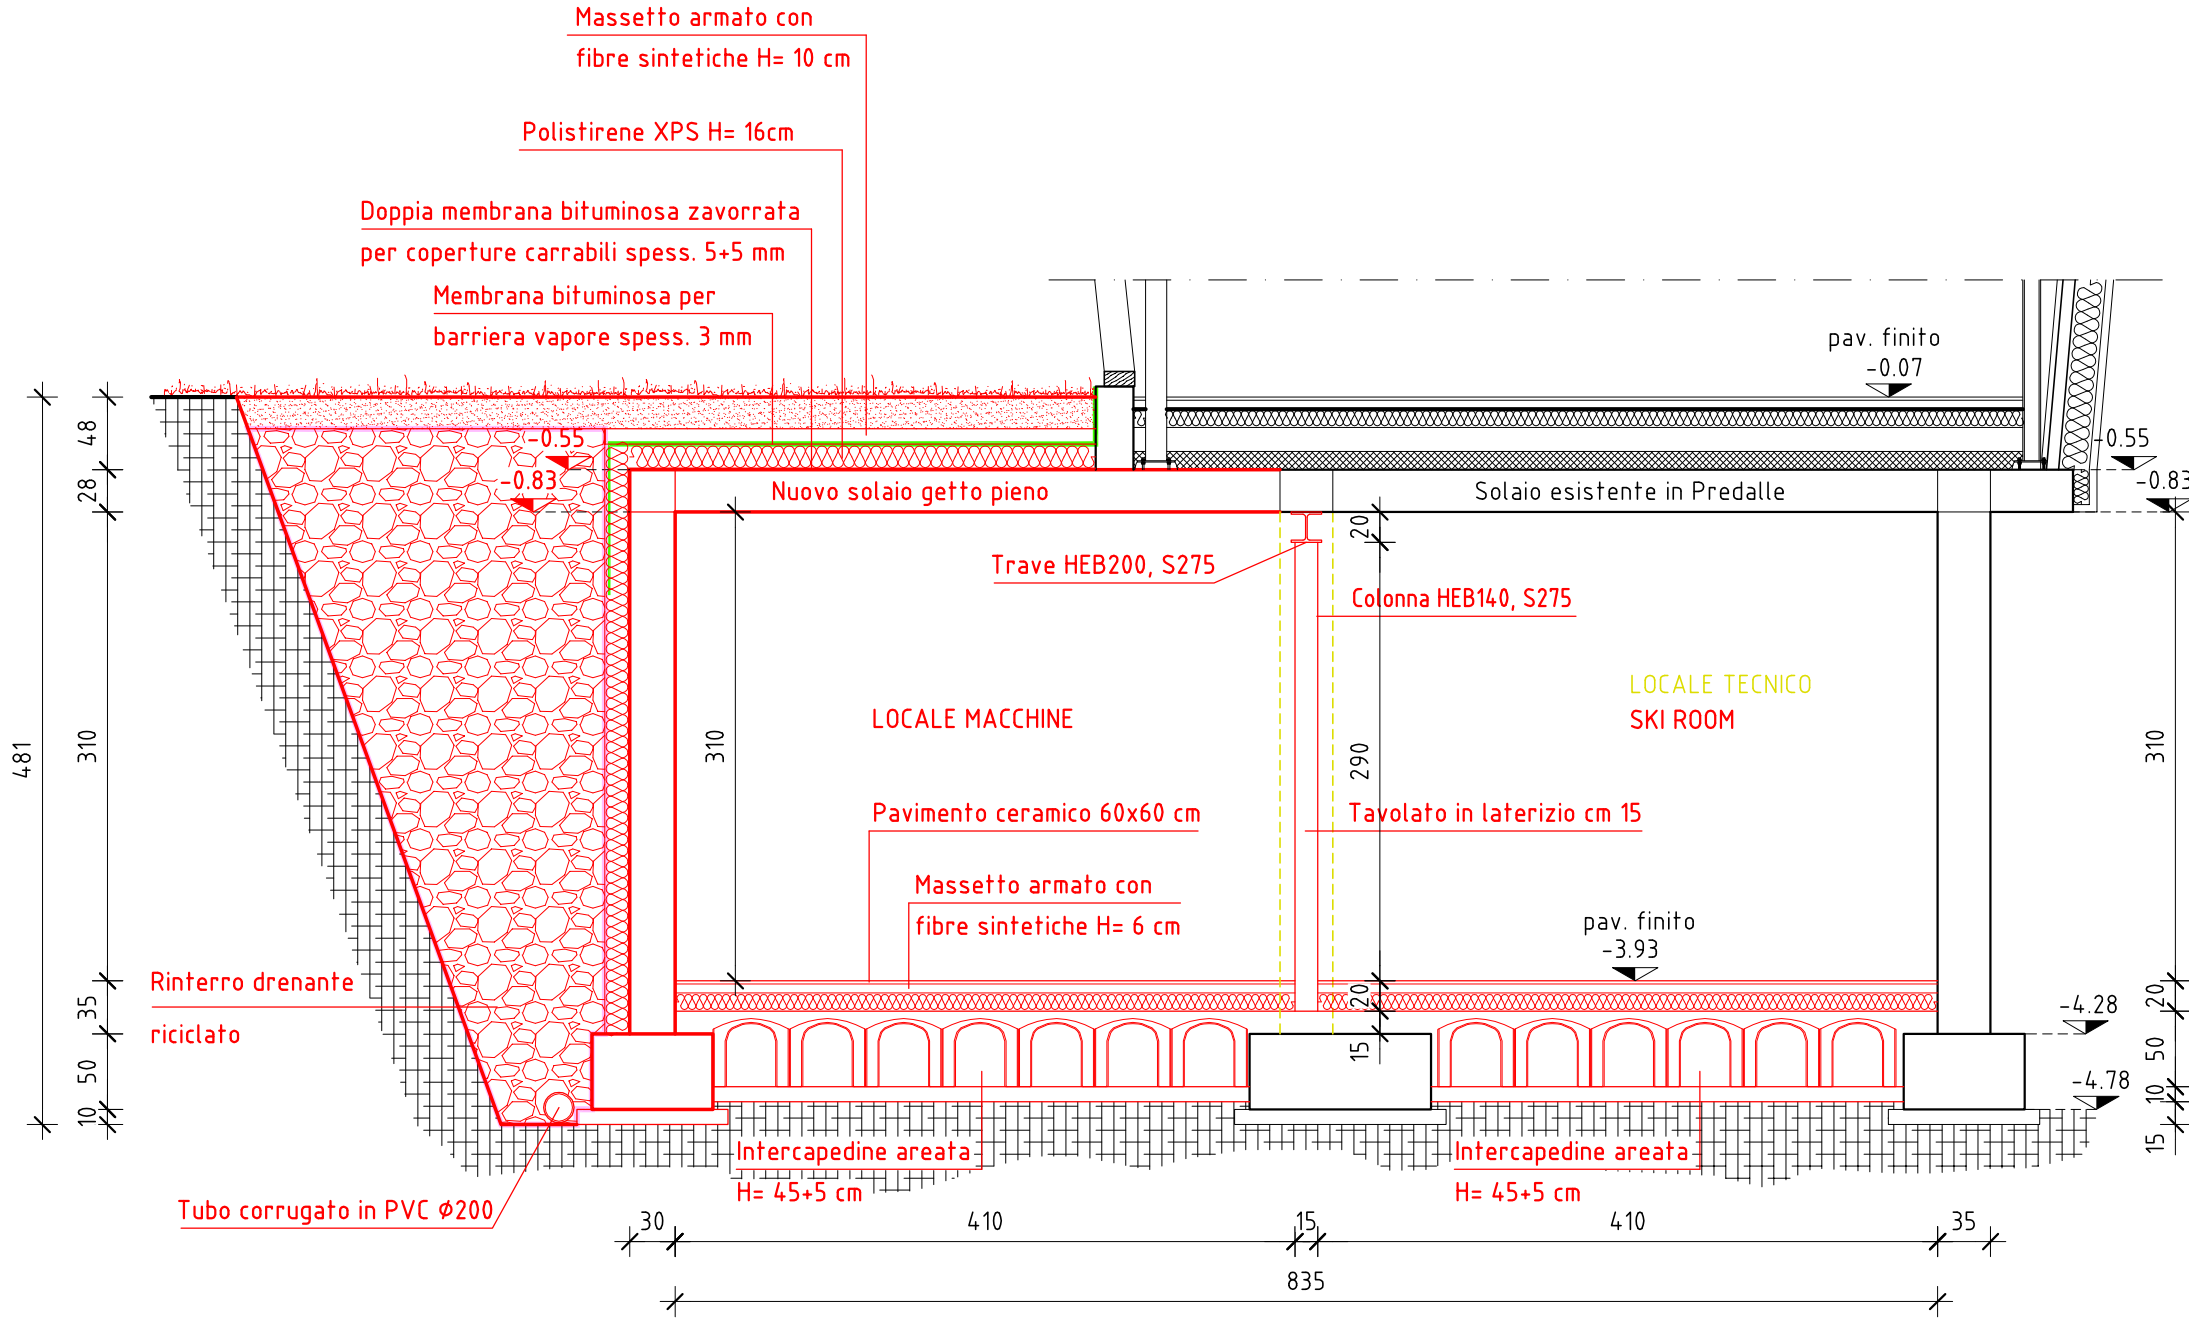 Massetto armato con
fibre sintetiche H= 10 cm
Polistirene XPS H= 16cm
Doppia membrana bituminosa zavorrata
per coperture carrabili spess. 5+5 mm
Membrana bituminosa per
barriera vapore spess. 3 mm
pav. finito
-0.07
48
-0.55
-0.55
28
-0.83
-0.83
Nuovo solaio getto pieno
Solaio esistente in Predalle
20
Trave HEB200, S275
Colonna HEB140, S275
LOCALE TECNICO
LOCALE MACCHINE
SKI ROOM
481
310
310
290
310
Pavimento ceramico 60x60 cm
Tavolato in laterizio cm 15
Massetto armato con
fibre sintetiche H= 6 cm
pav. finito
-3.93
Rinterro drenante
riciclato
35
20
20
-4.28
15
50
50
-4.78
10
10
15
Intercapedine areata
H= 45+5 cm
Intercapedine areata
H= 45+5 cm
Tubo corrugato in PVC Ø200
30
410
15
410
35
835